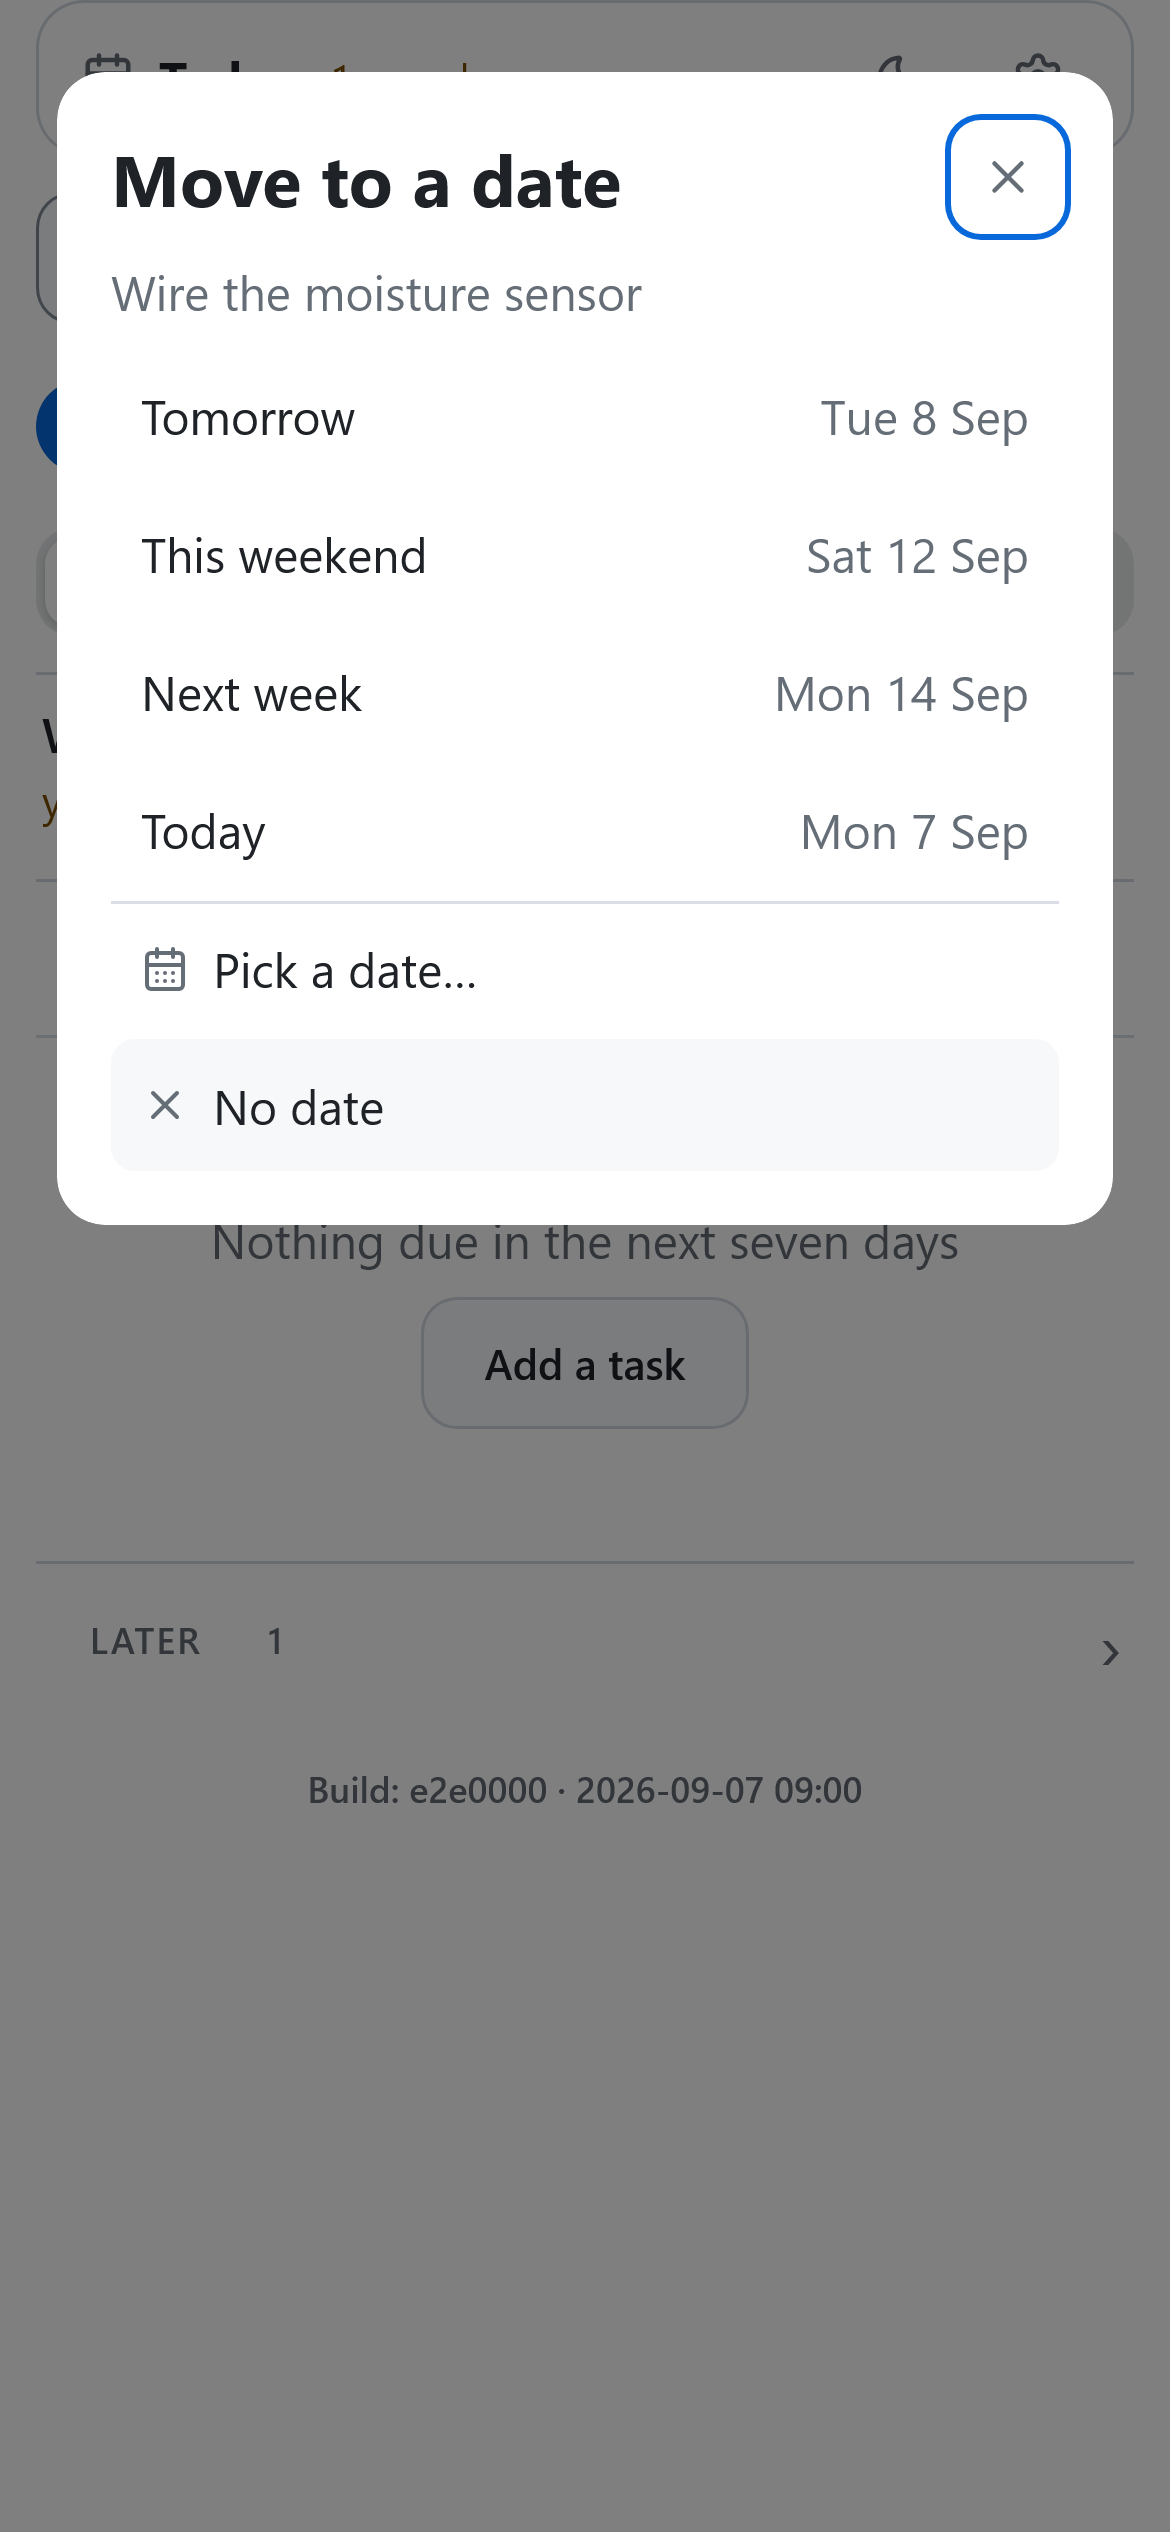 Move to a date
Wire the moisture sensor
Tomorrow Tue 8 Sep
This weekend Sat 12 Sep
Next week Mon 14 Sep
Today Mon 7 Sep
Pick a date...
No date
Nothing due in the next seven days
Add a task
LATER 1
Build: e2e0000 · 2026-09-07 09:00